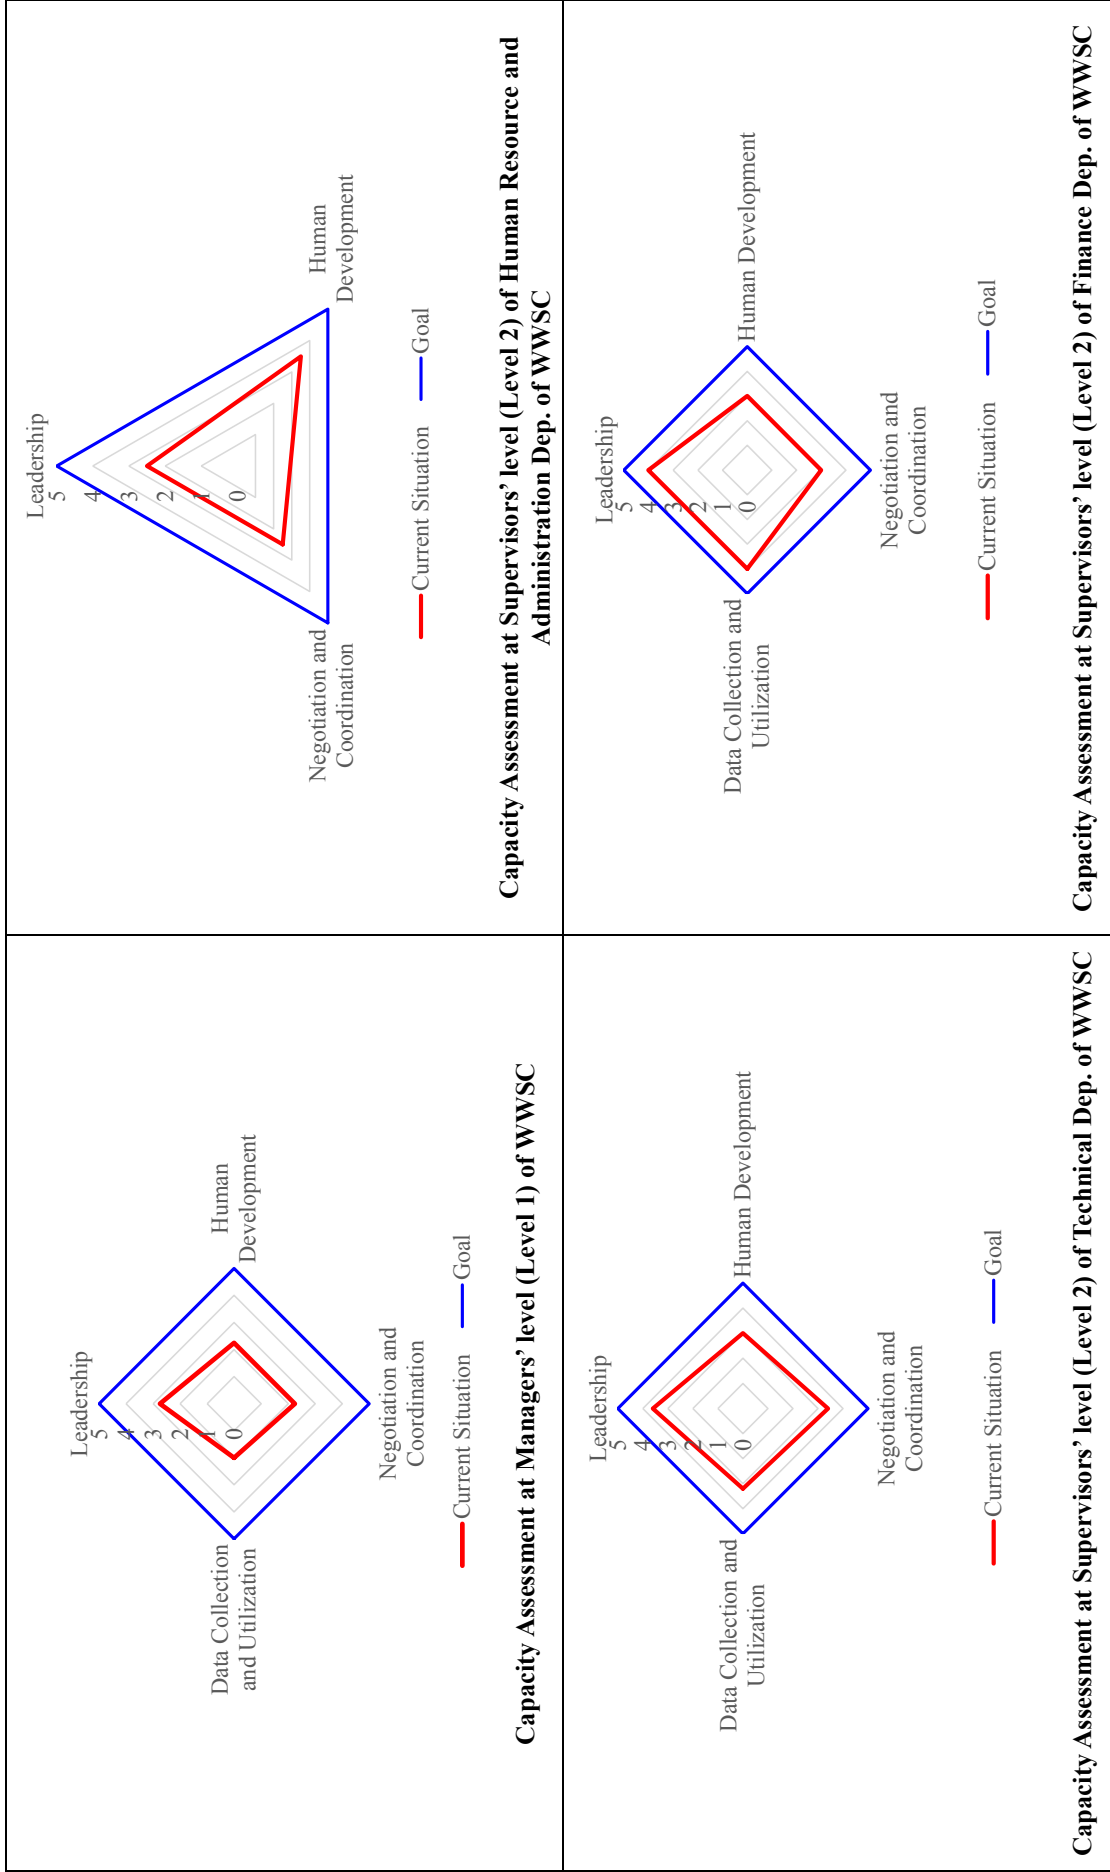 Leadership
5
4
3
2
1
0
Human
Development
Negotiation and
Coordination
Data Collection
and Utilization
Current Situation
Goal
Capacity Assessment at Managers' level (Level 1) of WWSC
Leadership
5
4
3
2
1
0
Human
Development
Negotiation and
Coordination
Current Situation
Goal
Capacity Assessment at Supervisors' level (Level 2) of Human Resource and
Administration Dep. of WWSC
Leadership
5
4
3
2
1
0
Human Development
Negotiation and
Coordination
Data Collection and
Utilization
Current Situation
Goal
Capacity Assessment at Supervisors' level (Level 2) of Technical Dep. of WWSC
Leadership
5
4
3
2
1
0
Human Development
Negotiation and
Coordination
Data Collection and
Utilization
Current Situation
Goal
Capacity Assessment at Supervisors' level (Level 2) of Finance Dep. of WWSC